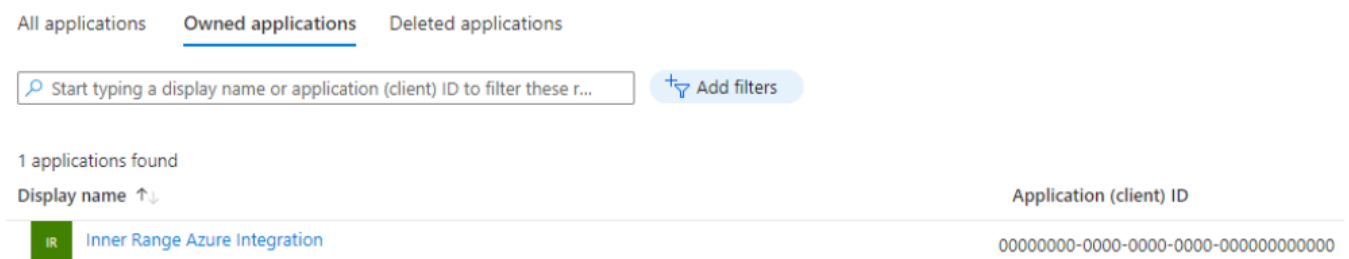 All applications Owned applications Deleted applications
Start typing a display name or application (client) ID to filter these r... Add filters
1 applications found
Display name ↑↓ Application (client) ID
IR Inner Range Azure Integration 00000000-0000-0000-0000-000000000000